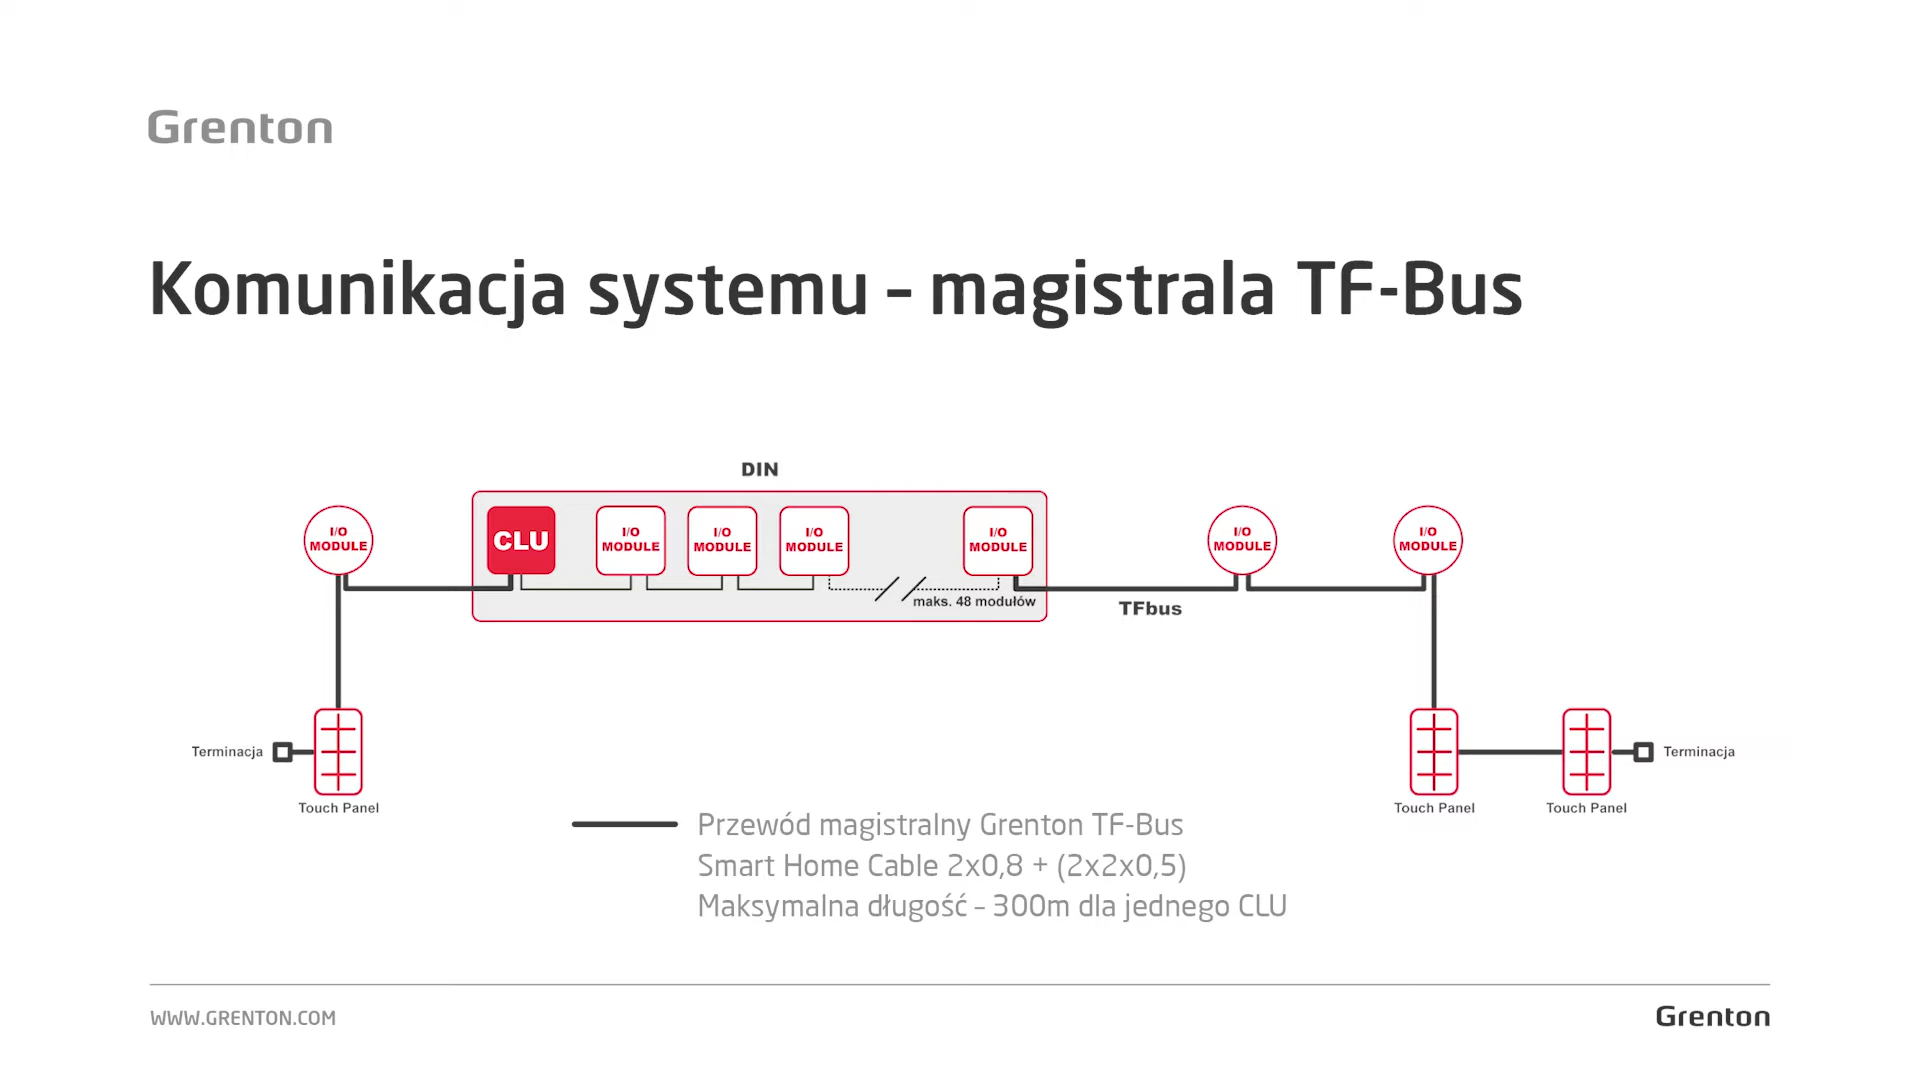 Grenton
Komunikacja systemu – magistrala TF-Bus
DIN
I/O
MODULE
CLU
I/O
MODULE
I/O
MODULE
I/O
MODULE
I/O
MODULE
I/O
MODULE
I/O
MODULE
maks. 48 modułów
TFbus
Terminacja
Terminacja
Touch Panel
Touch Panel
Touch Panel
Przewód magistralny Grenton TF-Bus
Smart Home Cable 2x0,8 + (2x2x0,5)
Maksymalna długość – 300m dla jednego CLU
WWW.GRENTON.COM
Grenton